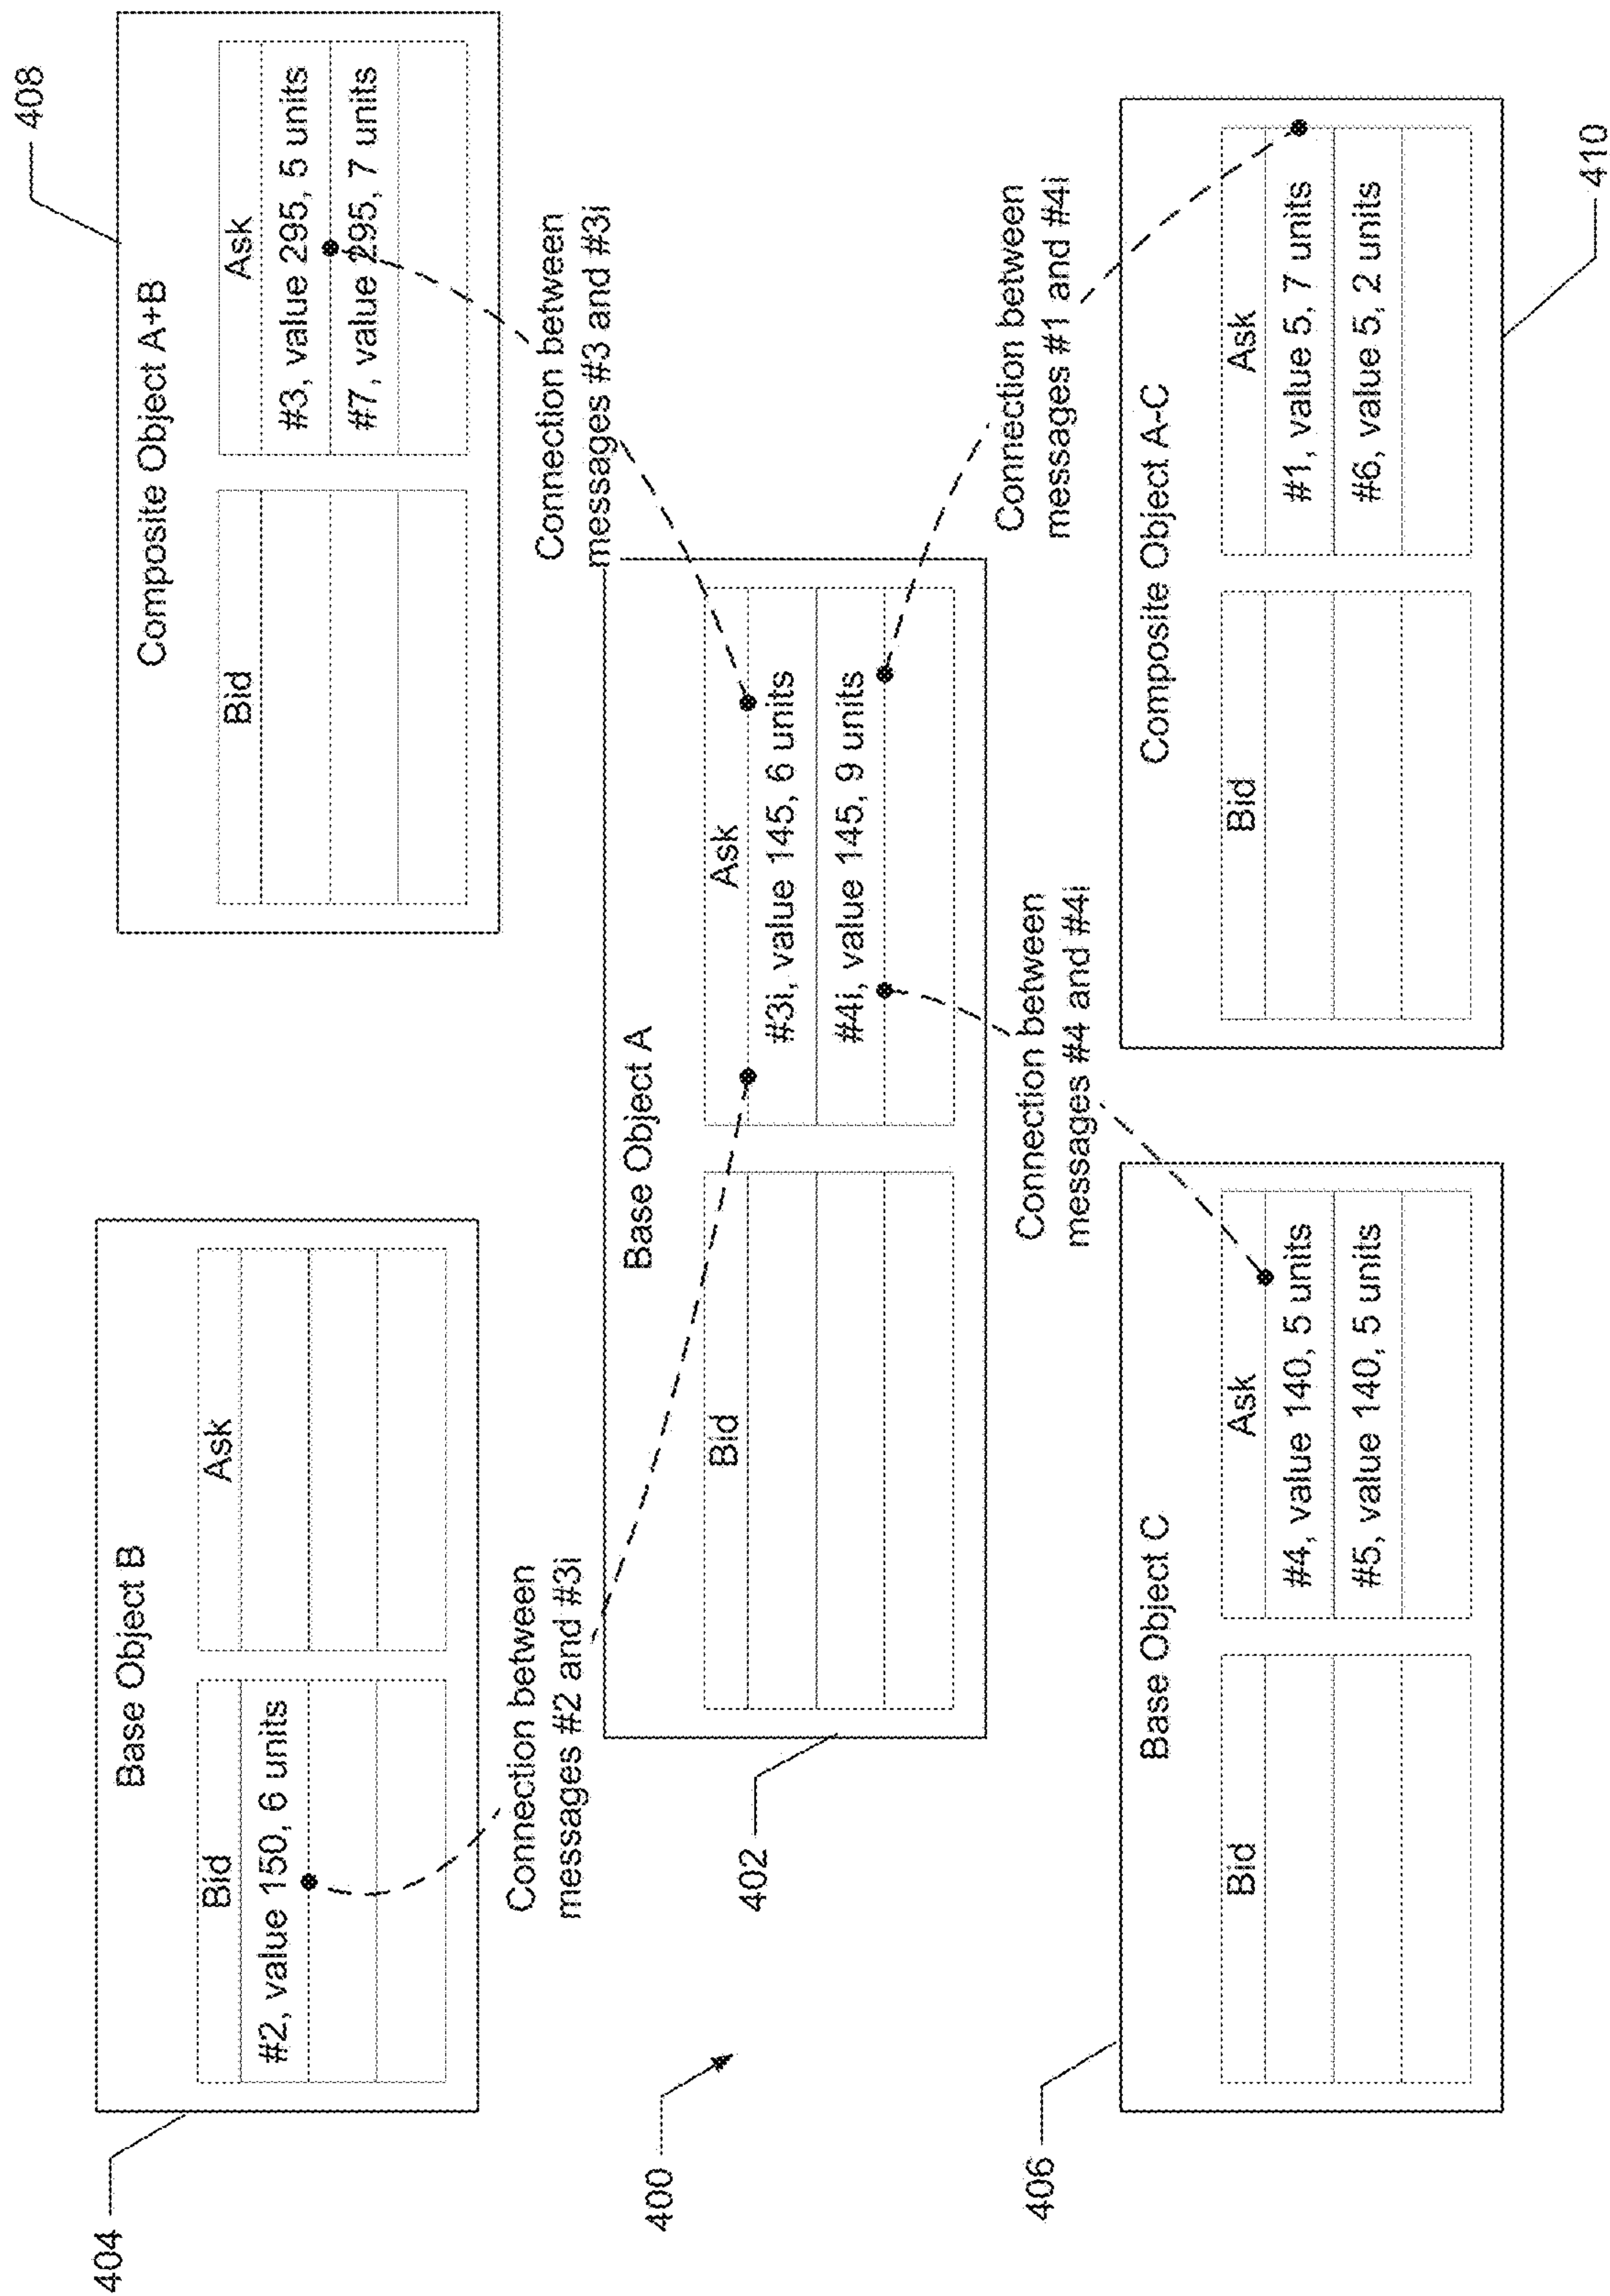 404
Base Object B
Bid
Ask
#2, value 150, 6 units
408
Composite Object A+B
Bid
Ask
#3, value 295, 5 units
#7, value 295, 7 units
Connection between
messages #2 and #3i
Connection between
messages #3 and #3i
400
402
Base Object A
Bid
Ask
#3i, value 145, 6 units
#4i, value 145, 9 units
Connection between
messages #4 and #4i
Connection between
messages #1 and #4i
406
Base Object C
Bid
Ask
#4, value 140, 5 units
#5, value 140, 5 units
Composite Object A-C
Bid
Ask
#1, value 5, 7 units
#6, value 5, 2 units
410